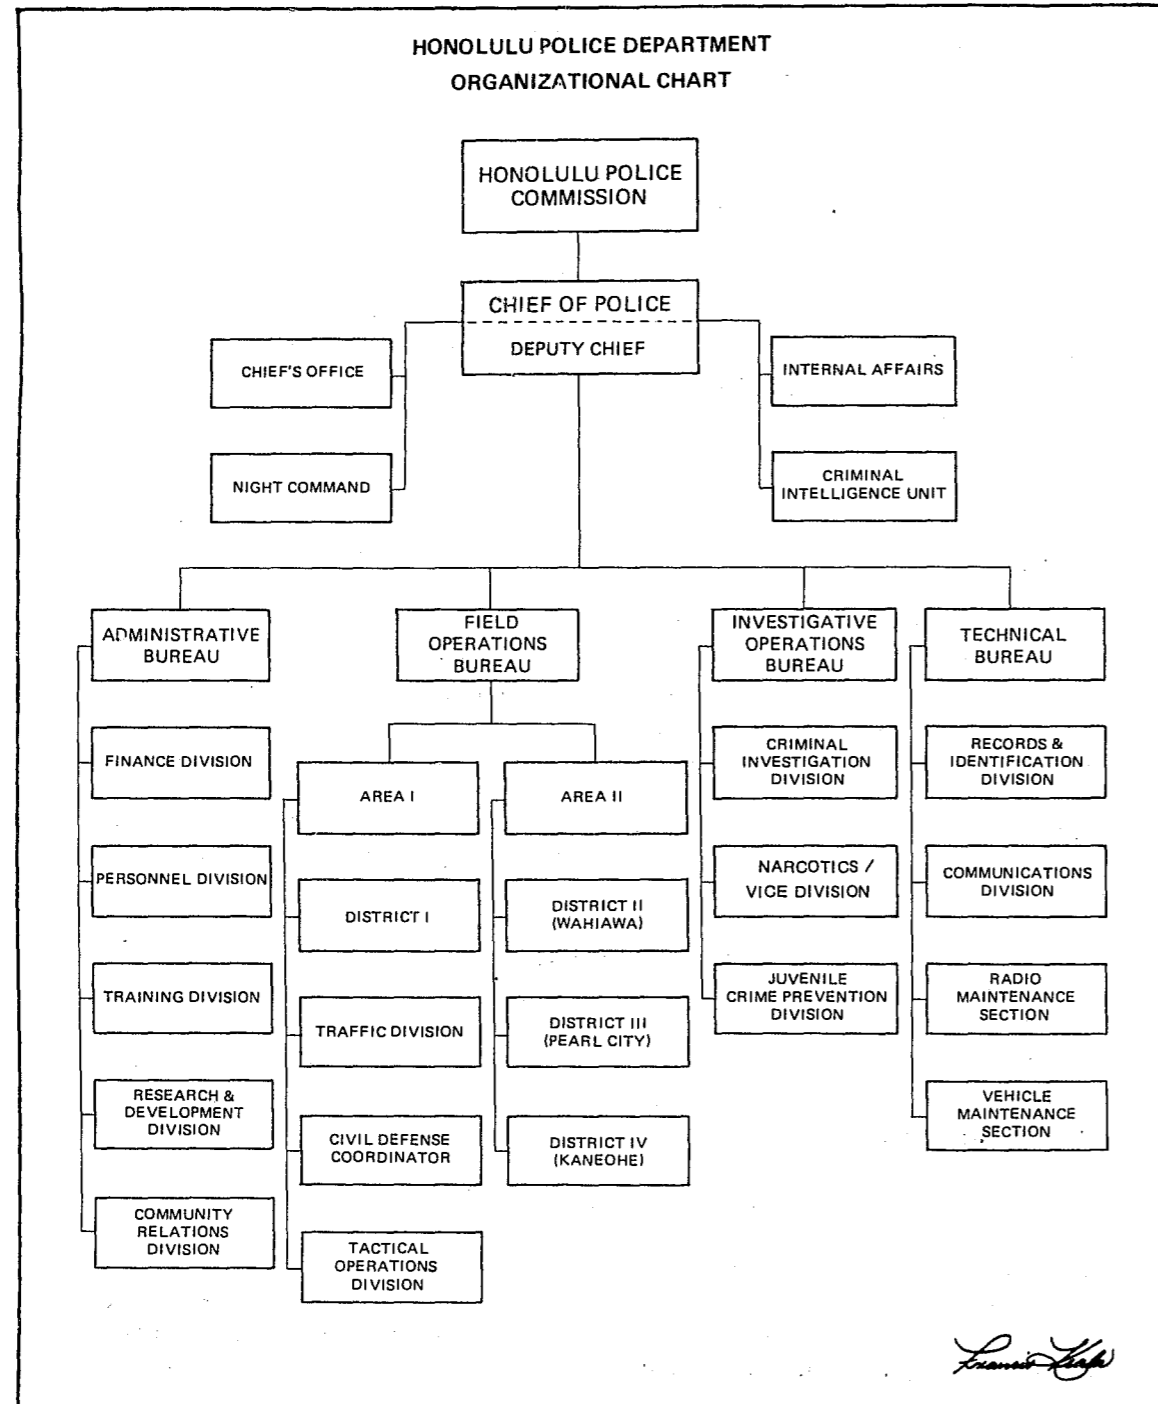 HONOLULU POLICE DEPARTMENT
ORGANIZATIONAL CHART
HONOLULU POLICE
COMMISSION
CHIEF OF POLICE
DEPUTY CHIEF
CHIEF'S OFFICE
NIGHT COMMAND
INTERNAL AFFAIRS
CRIMINAL
INTELLIGENCE UNIT
ADMINISTRATIVE
BUREAU
FINANCE DIVISION
PERSONNEL DIVISION
TRAINING DIVISION
RESEARCH &
DEVELOPMENT
DIVISION
COMMUNITY
RELATIONS
DIVISION
FIELD
OPERATIONS
BUREAU
AREA I
DISTRICT I
TRAFFIC DIVISION
CIVIL DEFENSE
COORDINATOR
TACTICAL
OPERATIONS
DIVISION
AREA II
DISTRICT II
(WAHIAWA)
DISTRICT III
(PEARL CITY)
DISTRICT IV
(KANEOHE)
INVESTIGATIVE
OPERATIONS
BUREAU
CRIMINAL
INVESTIGATION
DIVISION
NARCOTICS /
VICE DIVISION
JUVENILE
CRIME PREVENTION
DIVISION
TECHNICAL
BUREAU
RECORDS &
IDENTIFICATION
DIVISION
COMMUNICATIONS
DIVISION
RADIO
MAINTENANCE
SECTION
VEHICLE
MAINTENANCE
SECTION
Francis